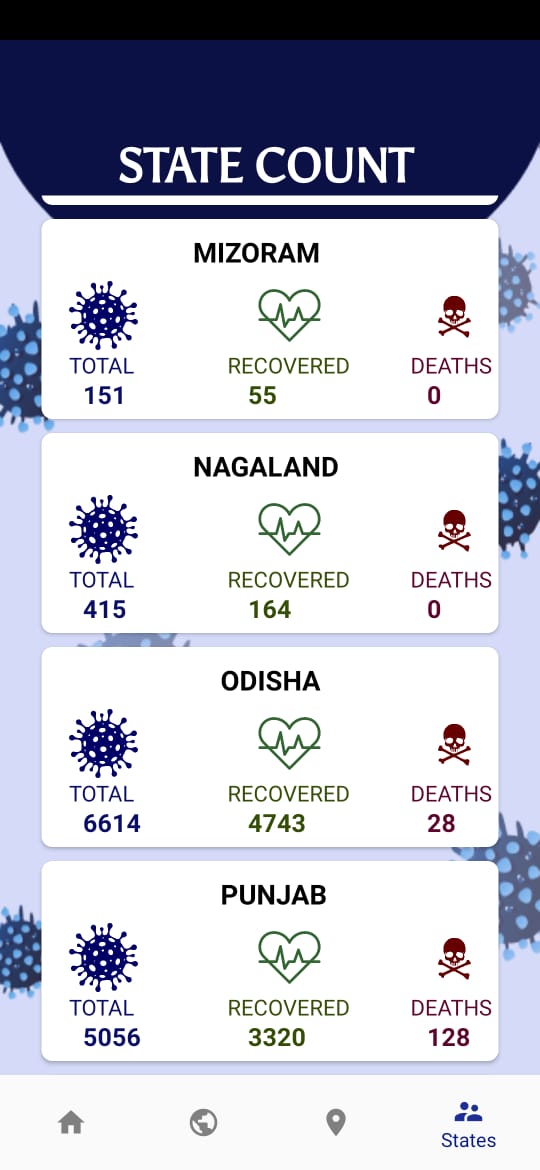 STATE COUNT
MIZORAM
TOTAL RECOVERED DEATHS
151 55 0
NAGALAND
TOTAL RECOVERED DEATHS
415 164 0
ODISHA
TOTAL RECOVERED DEATHS
6614 4743 28
PUNJAB
TOTAL RECOVERED DEATHS
5056 3320 128
States